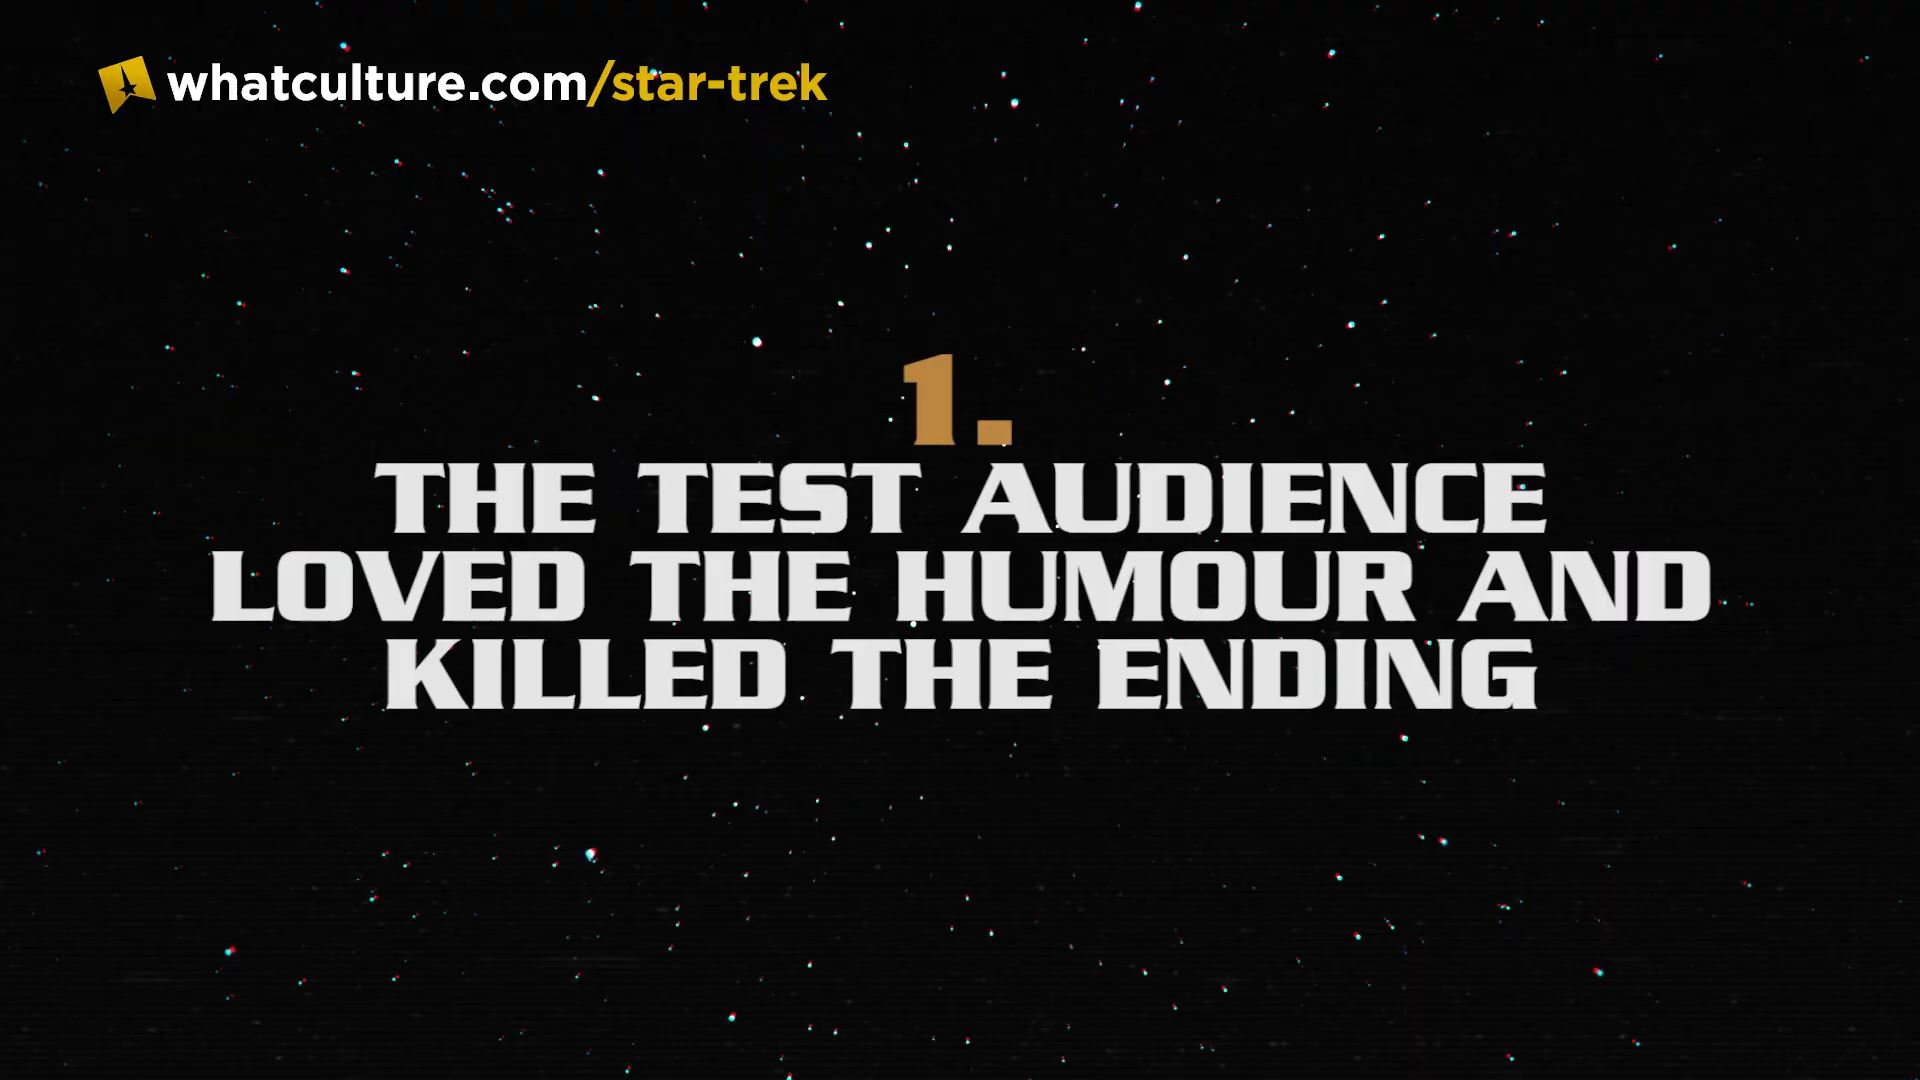 whatculture.com/star-trek
1.
THE TEST AUDIENCE
LOVED THE HUMOUR AND
KILLED THE ENDING